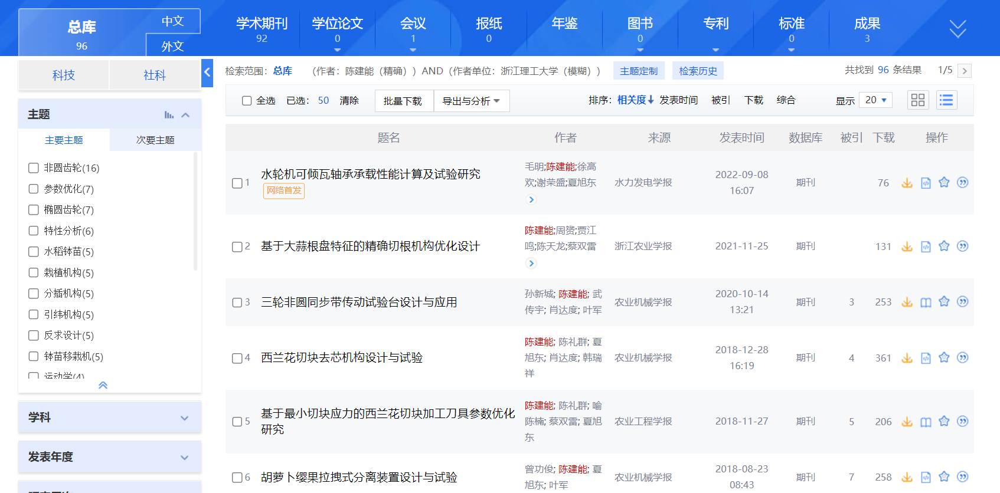 总库
96
中文
外文
学术期刊
92
学位论文
0
会议
1
报纸
0
年鉴
图书
0
专利
标准
0
成果
3
科技
社科
检索范围：总库 （作者：陈建能（精确））AND（作者单位：浙江理工大学（模糊））
主题定制
检索历史
共找到 96 条结果
1/5
全选 已选：50 清除
批量下载
导出与分析
排序：相关度 发表时间 被引 下载 综合
显示 20
主题
主要主题
次要主题
非圆齿轮(16)
参数优化(7)
椭圆齿轮(7)
特性分析(6)
水稻钵苗(5)
栽植机构(5)
分插机构(5)
引纬机构(5)
反求设计(5)
钵苗移栽机(5)
运动学(4)
学科
发表年度
题名 作者 来源 发表时间 数据库 被引 下载 操作
1
水轮机可倾瓦轴承承载性能计算及试验研究
网络首发
毛明;陈建能;徐高
欢;谢荣盛;夏旭东
水力发电学报
2022-09-08
16:07
期刊
76
2
基于大蒜根盘特征的精确切根机构优化设计
陈建能;周赟;贾江
鸣;陈天龙;蔡双雷
浙江农业学报
2021-11-25
期刊
131
3
三轮非圆同步带传动试验台设计与应用
孙新城; 陈建能; 武
传宇; 肖达度; 叶军
农业机械学报
2020-10-14
13:21
期刊
3
253
4
西兰花切块去芯机构设计与试验
陈建能; 陈礼群; 夏
旭东; 肖达度; 韩瑞
祥
农业机械学报
2018-12-28
16:19
期刊
4
361
5
基于最小切块应力的西兰花切块加工刀具参数优化
研究
陈建能; 陈礼群; 喻
陈楠; 蔡双雷; 夏旭
东
农业工程学报
2018-11-27
期刊
5
206
6
胡萝卜缨果拉拽式分离装置设计与试验
曾功俊; 陈建能; 夏
旭东; 叶军
农业机械学报
2018-08-23
08:43
期刊
7
258